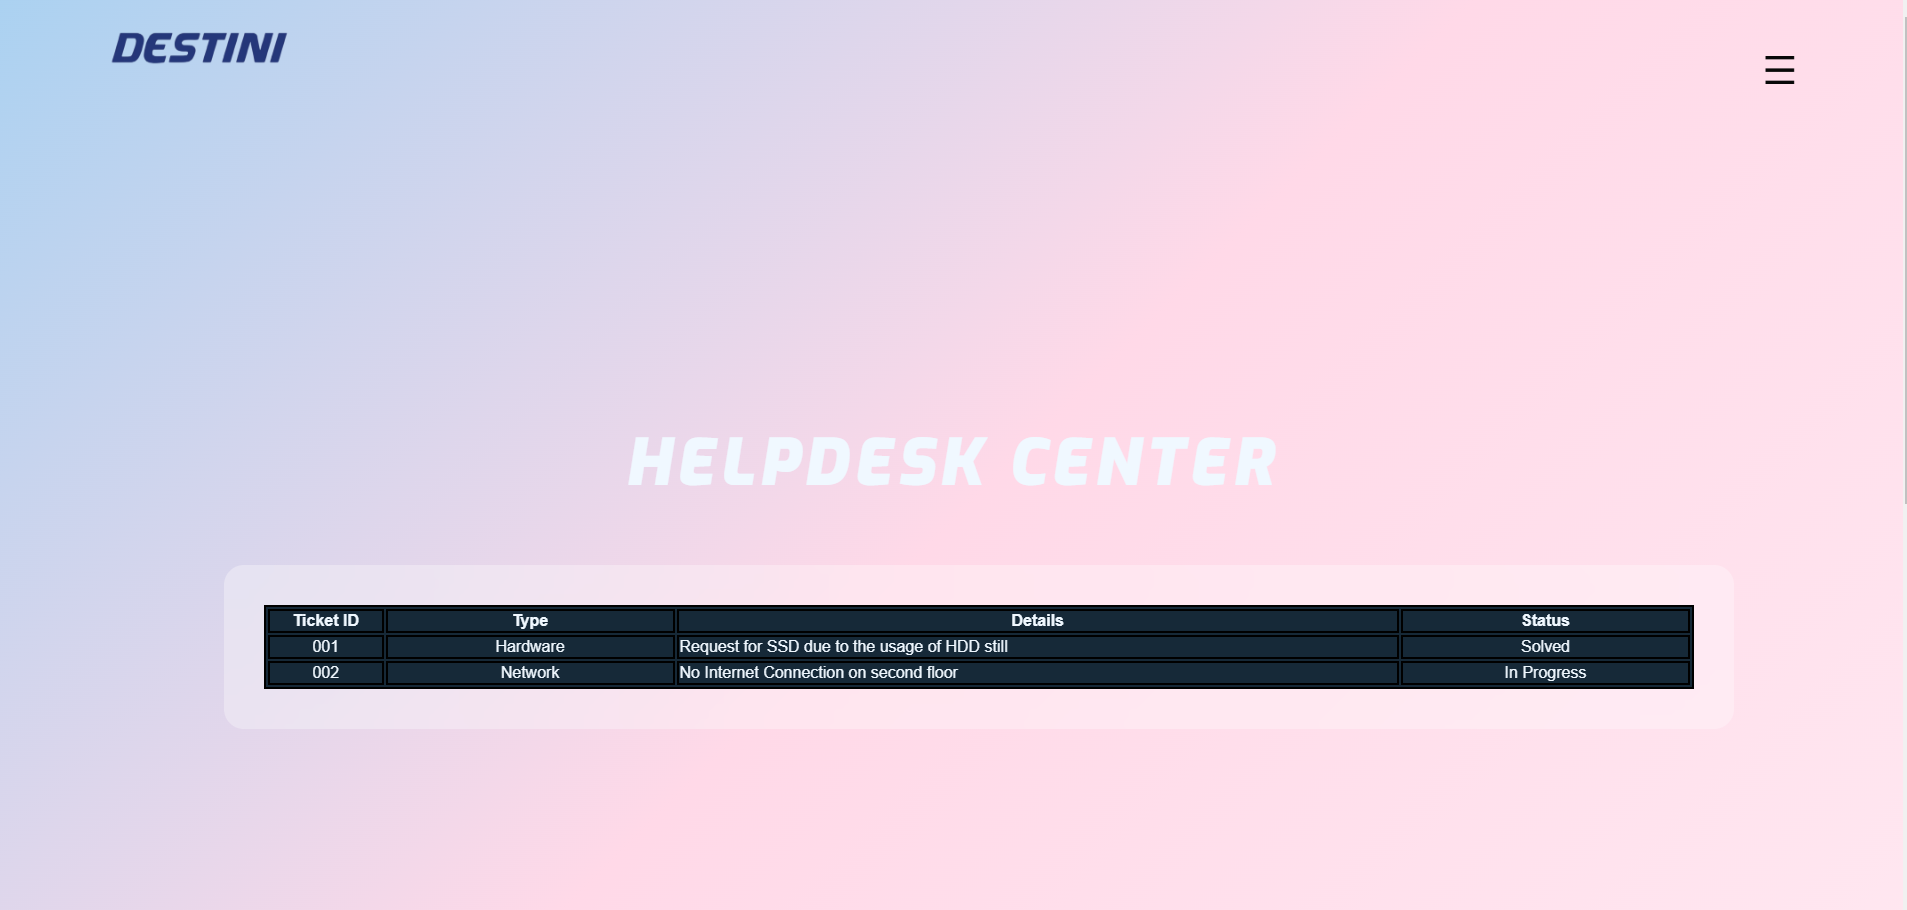 DESTINI
HELPDESK CENTER
Ticket ID Type Details Status
001 Hardware Request for SSD due to the usage of HDD still Solved
002 Network No Internet Connection on second floor In Progress